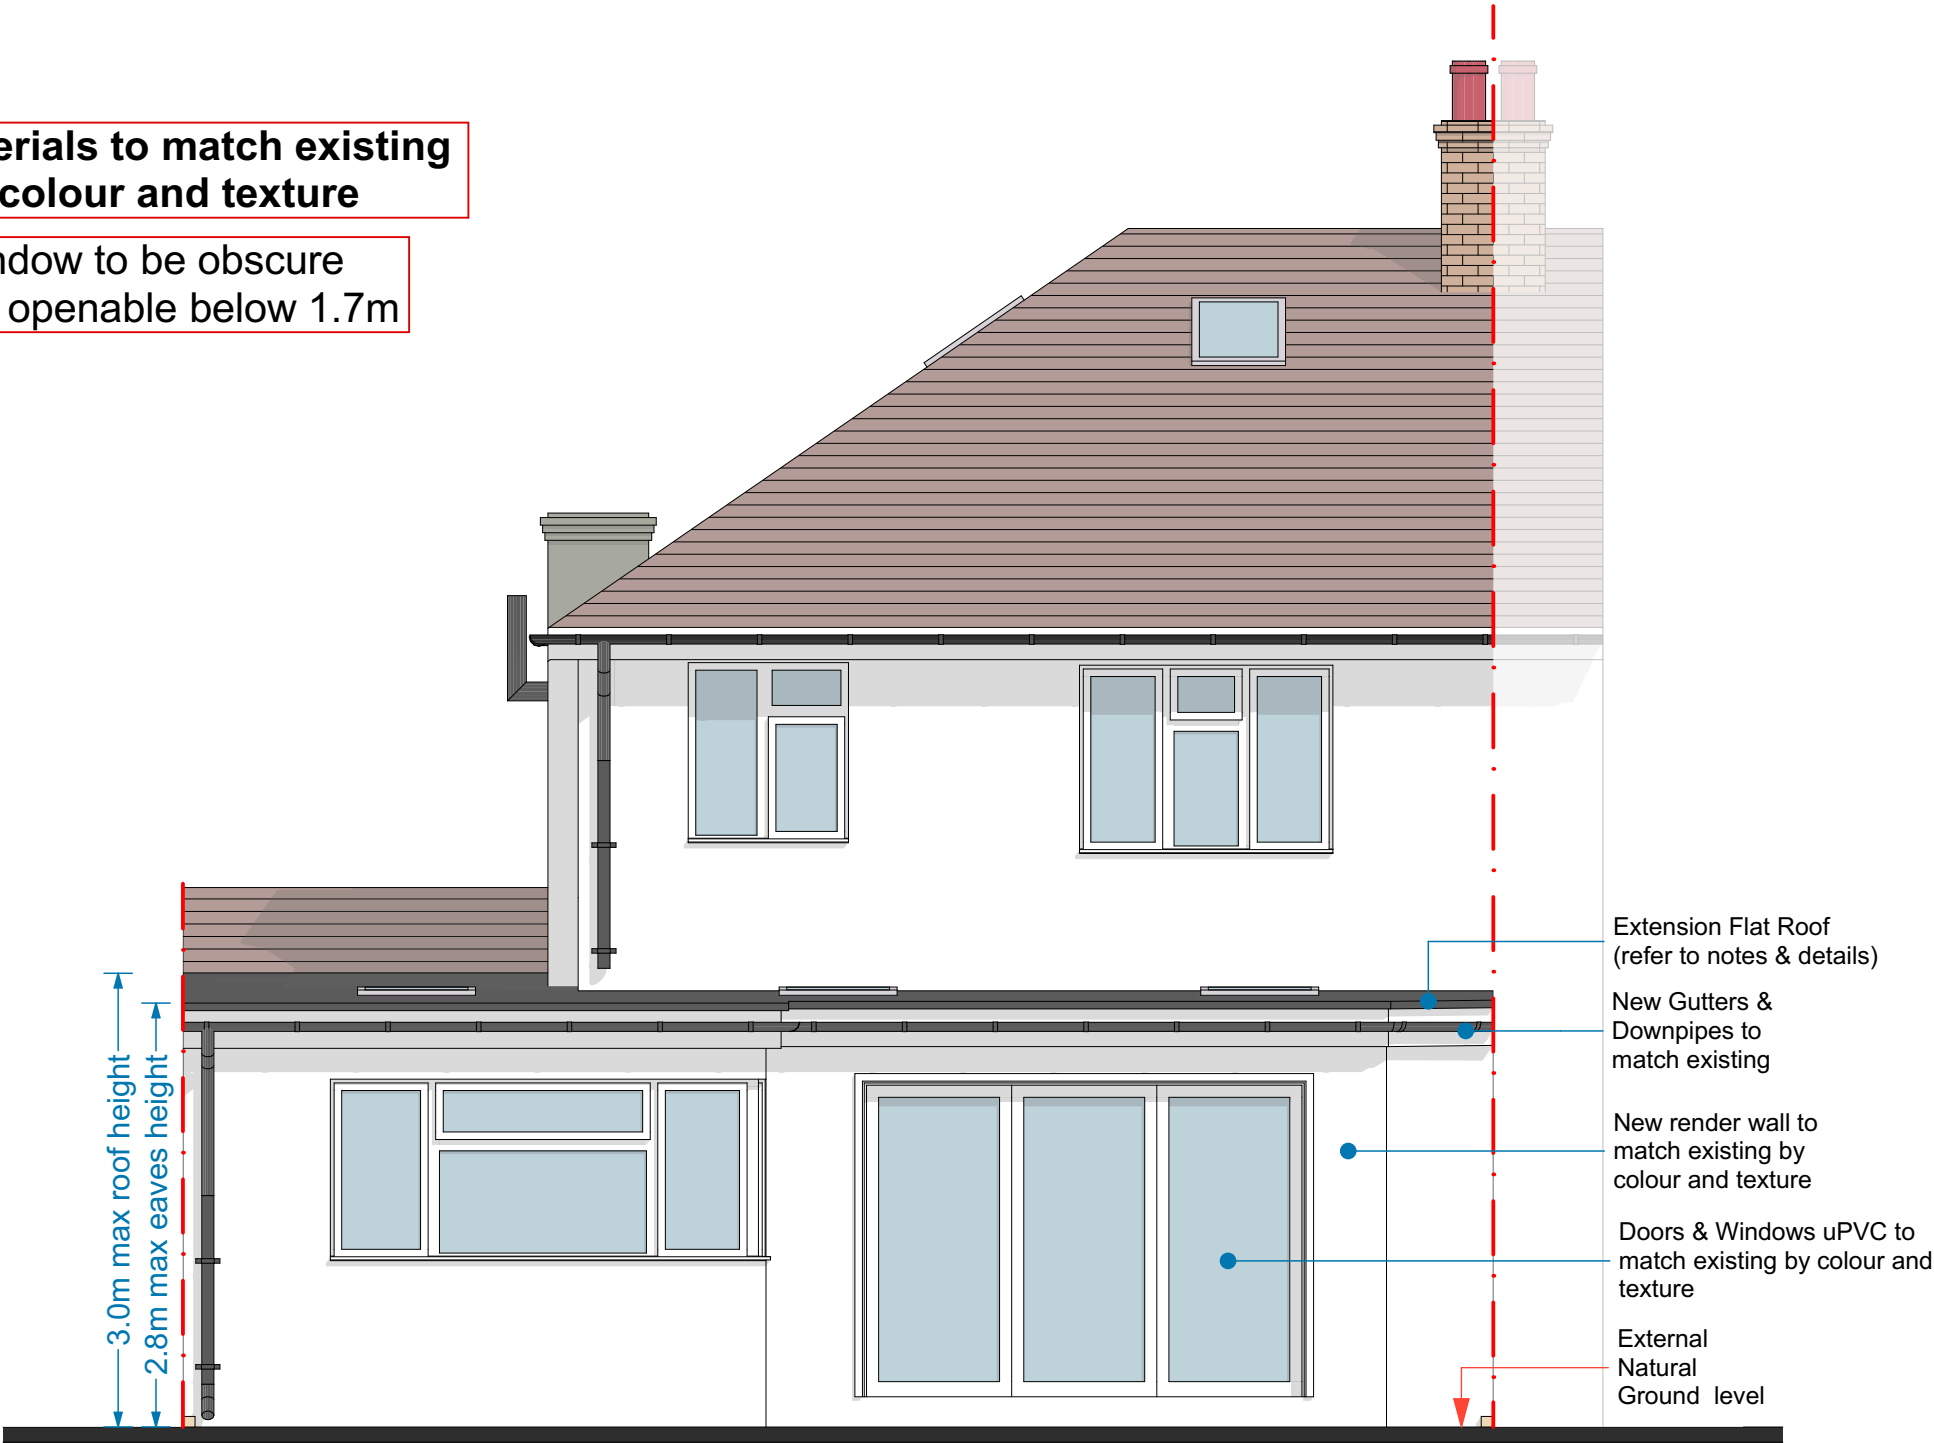 erials to match existing
colour and texture
ndow to be obscure
openable below 1.7m
Extension Flat Roof
(refer to notes & details)
New Gutters &
Downpipes to
match existing
New render wall to
match existing by
colour and texture
Doors & Windows uPVC to
match existing by colour and
texture
External
Natural
Ground level
3.0m max roof height
2.8m max eaves height